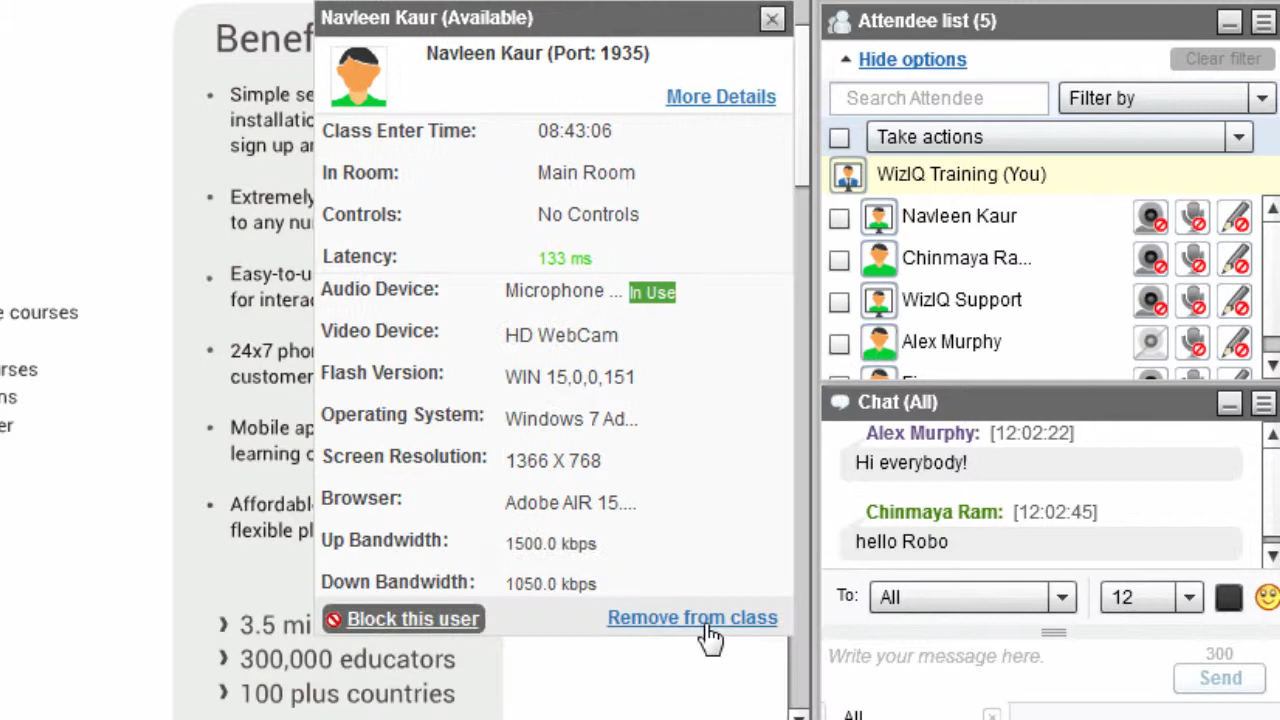 Benef
Simple se
installatio
sign up an
Extremely
to any nu
Easy-to-u
for intera
24x7 pho
customer
Mobile ap
learning c
Affordabl
flexible pl
3.5 mi
300,000 educators
100 plus countries
e courses
urses
ns
er
Navleen Kaur (Available)
Navleen Kaur (Port: 1935)
More Details
Class Enter Time: 08:43:06
In Room: Main Room
Controls: No Controls
Latency: 133 ms
Audio Device: Microphone ... In Use
Video Device: HD WebCam
Flash Version: WIN 15,0,0,151
Operating System: Windows 7 Ad...
Screen Resolution: 1366 X 768
Browser: Adobe AIR 15....
Up Bandwidth: 1500.0 kbps
Down Bandwidth: 1050.0 kbps
Block this user Remove from class
Attendee list (5)
Hide options Clear filter
Search Attendee Filter by
Take actions
WizIQ Training (You)
Navleen Kaur
Chinmaya Ra...
WizIQ Support
Alex Murphy
Chat (All)
Alex Murphy: [12:02:22]
Hi everybody!
Chinmaya Ram: [12:02:45]
hello Robo
To: All 12
Write your message here. 300
Send
All